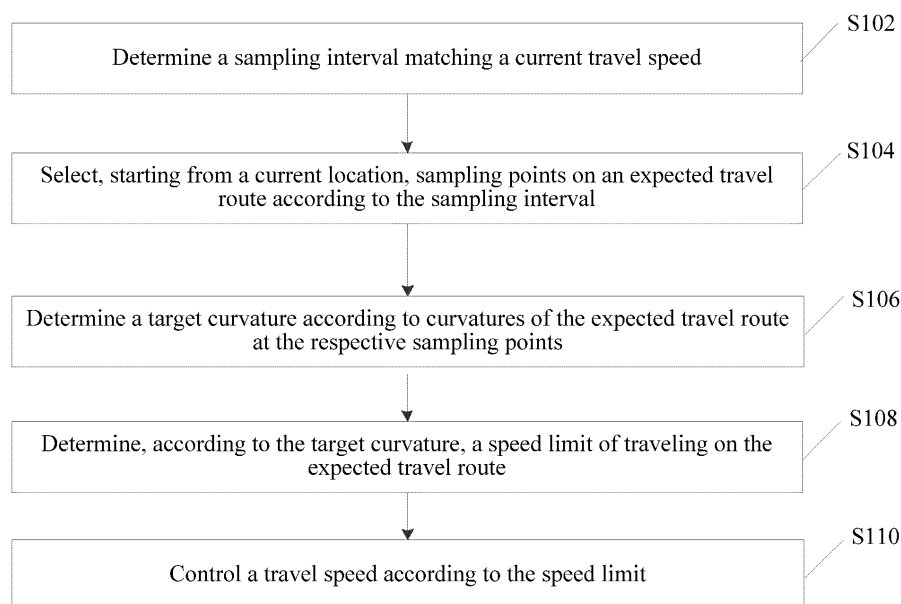 S102
Determine a sampling interval matching a current travel speed
S104
Select, starting from a current location, sampling points on an expected travel
route according to the sampling interval
S106
Determine a target curvature according to curvatures of the expected travel route
at the respective sampling points
S108
Determine, according to the target curvature, a speed limit of traveling on the
expected travel route
S110
Control a travel speed according to the speed limit